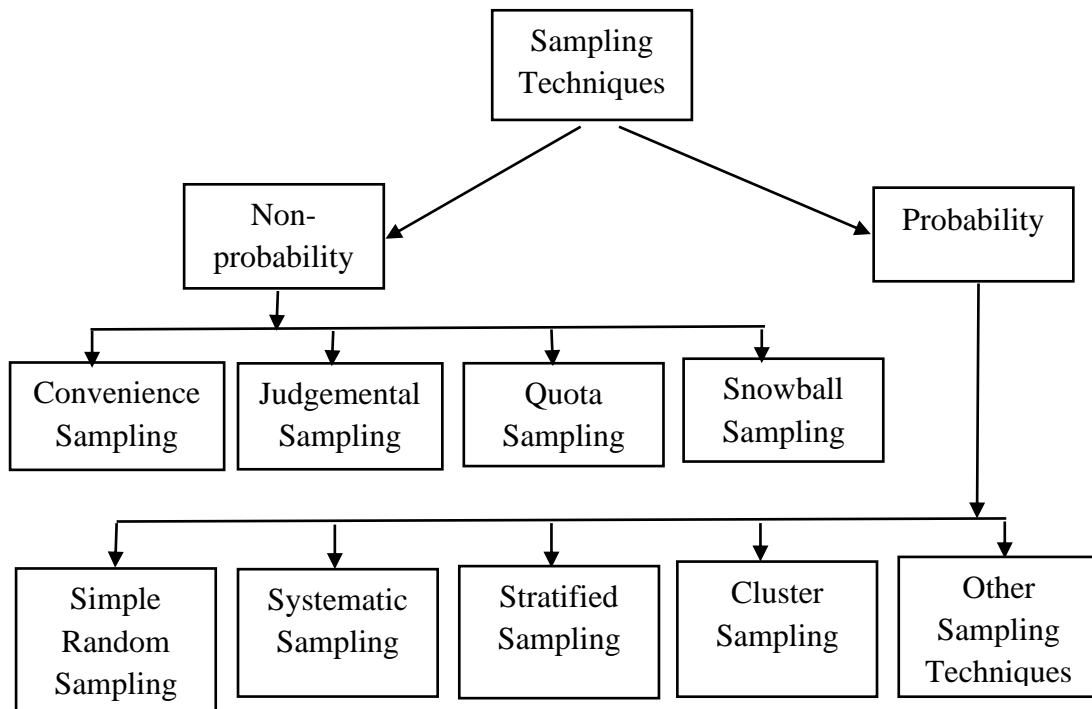 Sampling
Techniques
Non-
probability
Probability
Convenience
Sampling
Judgemental
Sampling
Quota
Sampling
Snowball
Sampling
Simple
Random
Sampling
Systematic
Sampling
Stratified
Sampling
Cluster
Sampling
Other
Sampling
Techniques